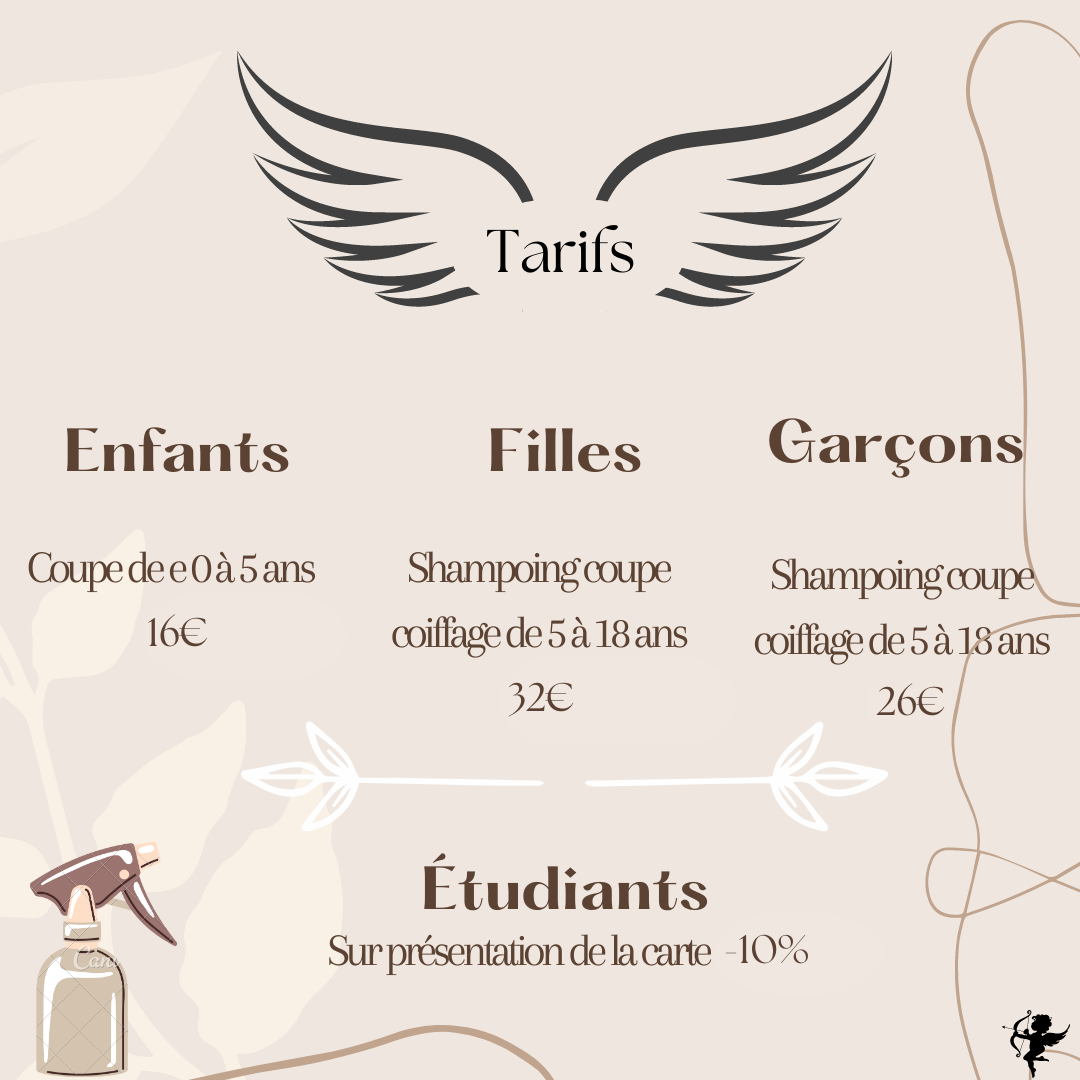 Tarifs
Enfants
Coupe de e 0 à 5 ans
16€
Filles
Shampoing coupe
coiffage de 5 à 18 ans
32€
Garçons
Shampoing coupe
coiffage de 5 à 18 ans
26€
Étudiants
Sur présentation de la carte -10%